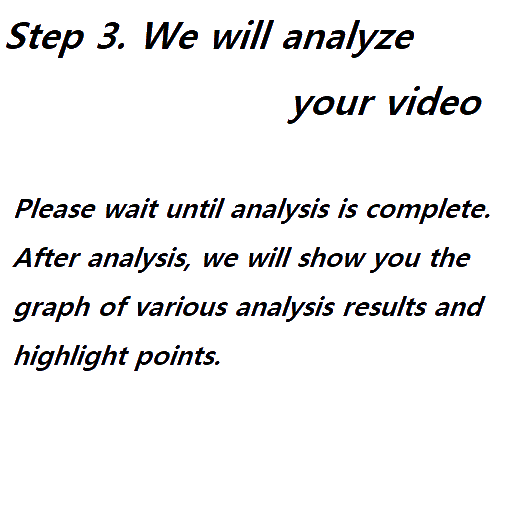 Step 3. We will analyze
your video
Please wait until analysis is complete.
After analysis, we will show you the
graph of various analysis results and
highlight points.